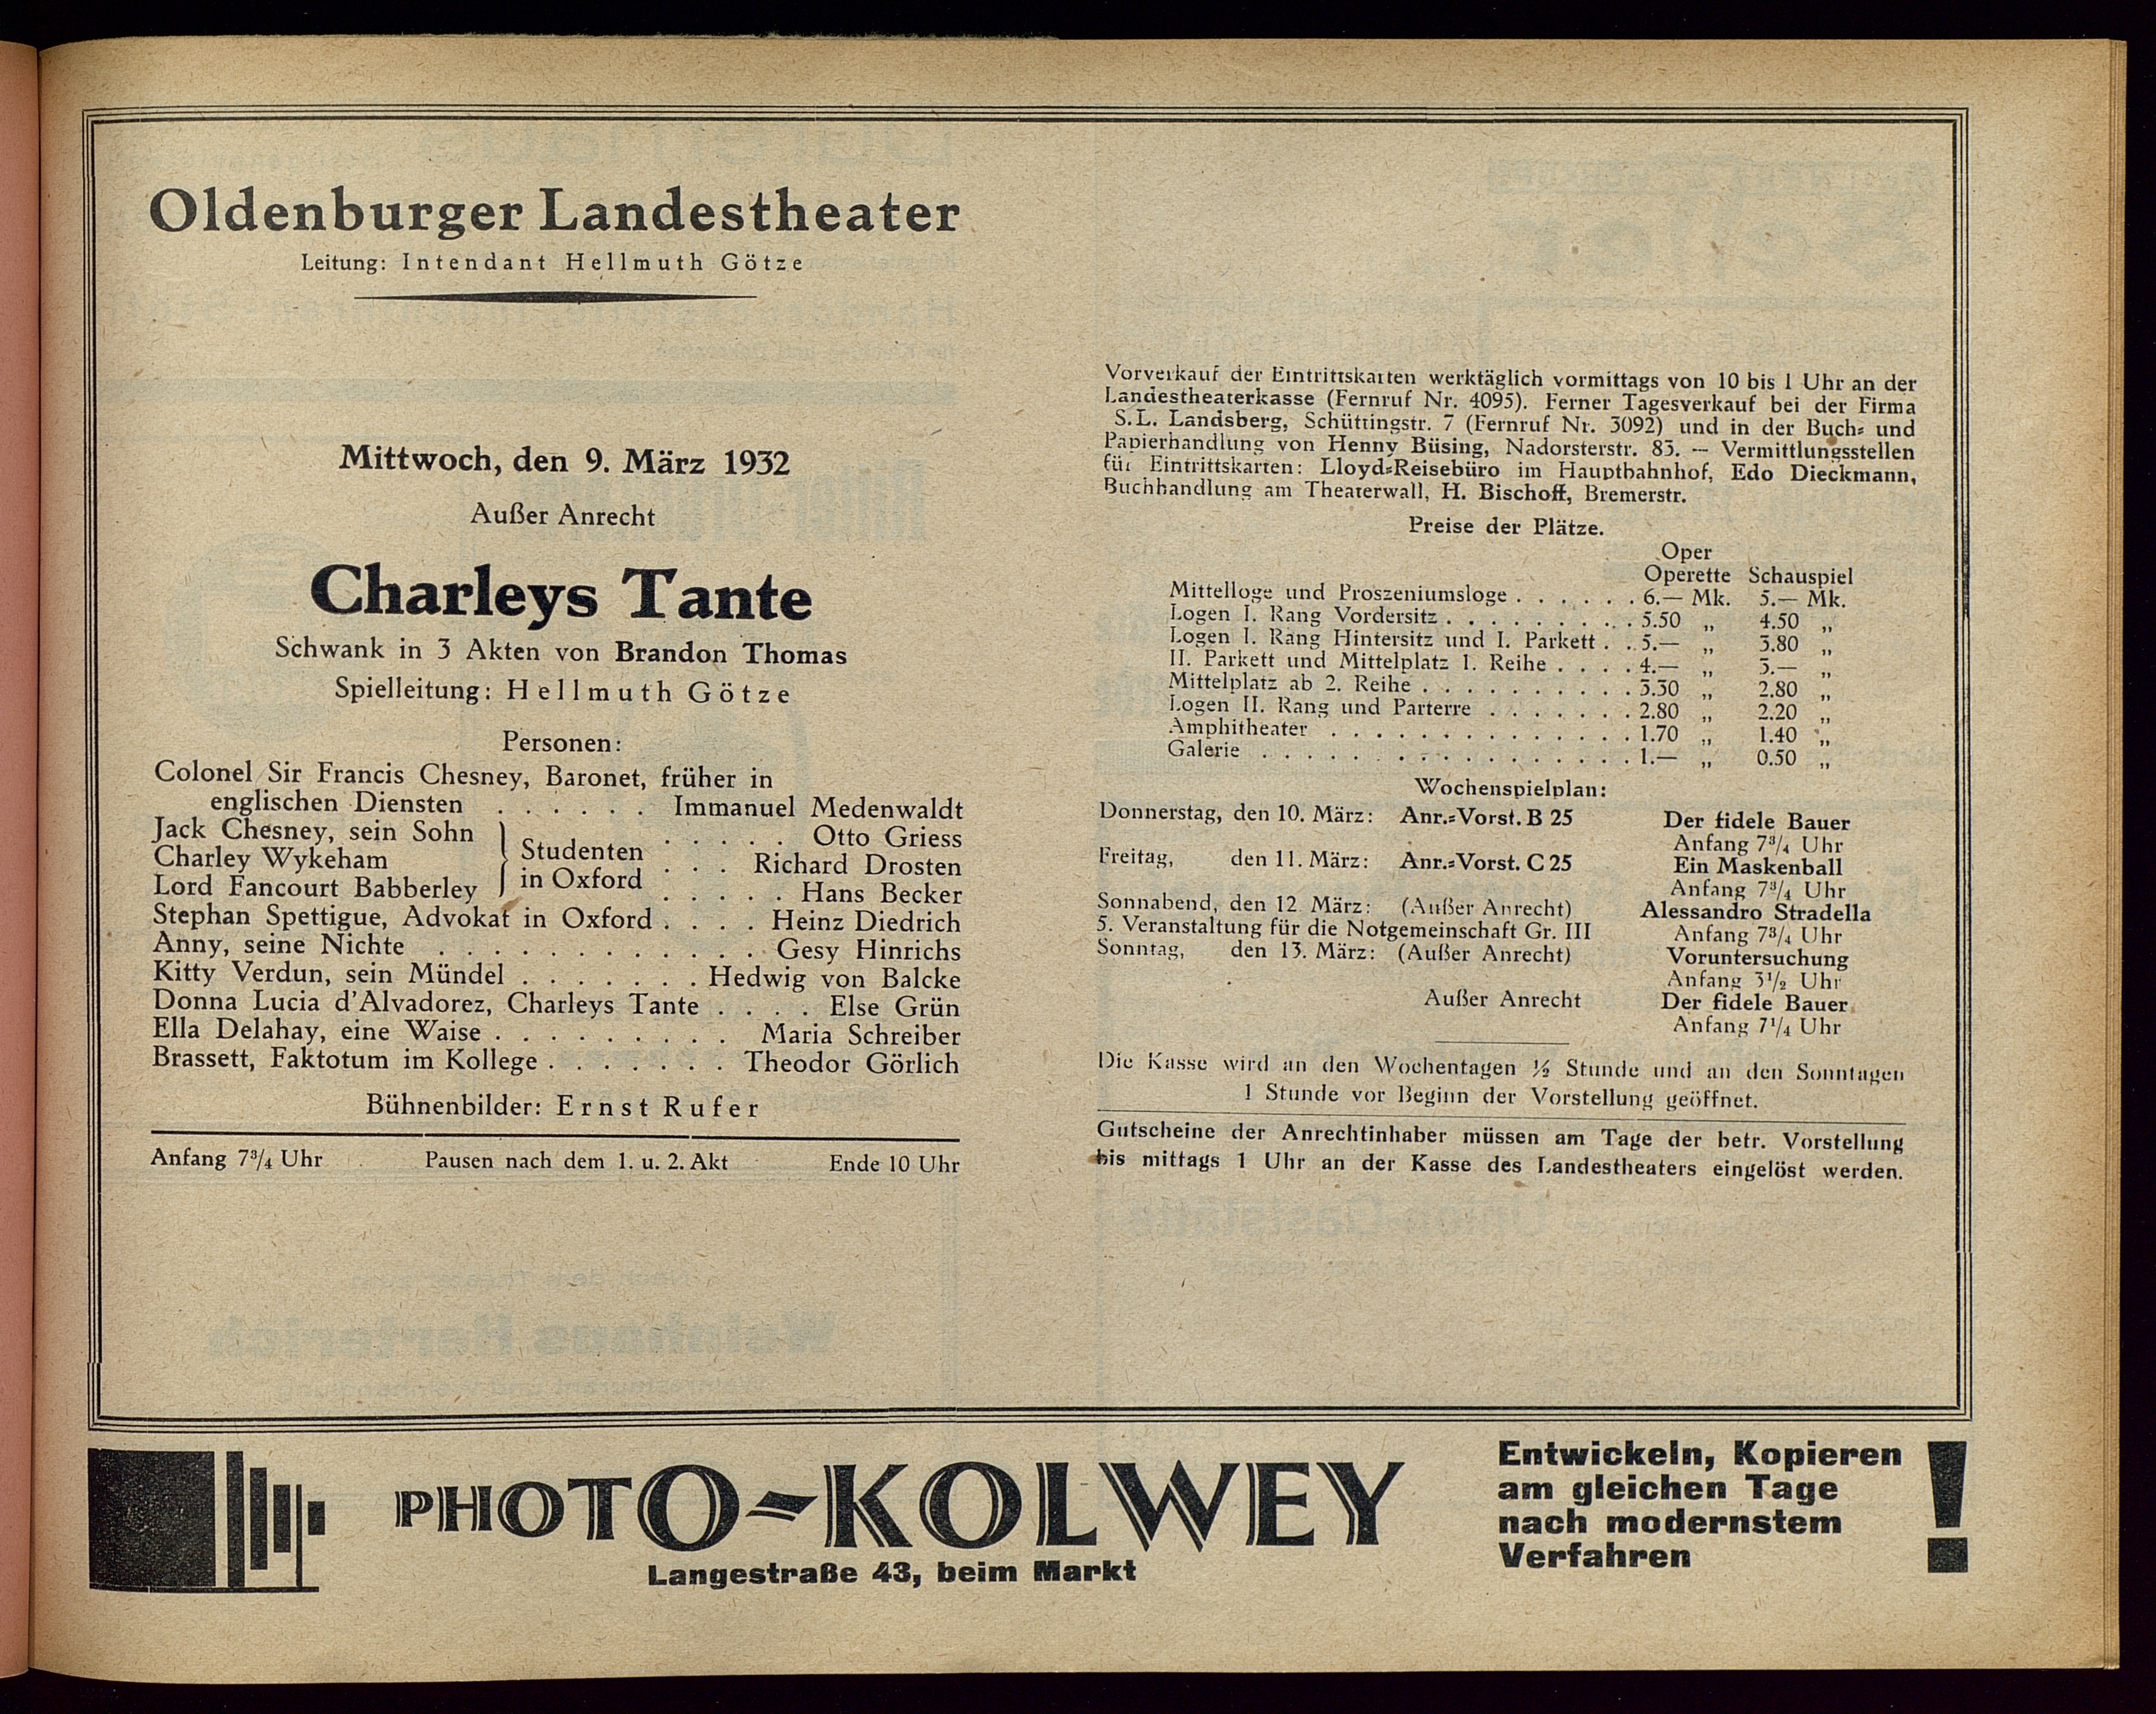 Oldenburger Landestheater
Leitung: Intendant Hellmuth Götze
Mittwoch, den 9. März 1932
Außer Anrecht
Charleys Tante
Schwank in 3 Akten von Brandon Thomas
Spielleitung: Hellmuth Götze
Personen:
Colonel Sir Francis Chesney, Baronet, früher in
englischen Diensten . . . . . . Immanuel Medenwaldt
Jack Chesney, sein Sohn } Studenten in Oxford . . . . . Otto Griess
Charley Wykeham . . . Richard Drosten
Lord Fancourt Babberley . . . . . Hans Becker
Stephan Spettigue, Advokat in Oxford . . . . Heinz Diedrich
Anny, seine Nichte . . . . . . . . . . . . . Gesy Hinrichs
Kitty Verdun, sein Mündel . . . . . . . Hedwig von Balcke
Donna Lucia d'Alvadorez, Charleys Tante . . . . Else Grün
Ella Delahay, eine Waise . . . . . . . . . Maria Schreiber
Brassett, Faktotum im Kollege . . . . . . . Theodor Görlich
Bühnenbilder: Ernst Rufer
Anfang 7¾ Uhr Pausen nach dem 1. u. 2. Akt Ende 10 Uhr
Vorverkauf der Eintrittskarten werktäglich vormittags von 10 bis 1 Uhr an der
Landestheaterkasse (Fernruf Nr. 4095). Ferner Tagesverkauf bei der Firma
S. L. Landsberg, Schüttingstr. 7 (Fernruf Nr. 3092) und in der Buch- und
Papierhandlung von Henny Büsing, Nadorsterstr. 83. — Vermittlungsstellen
für Eintrittskarten: Lloyd-Reisebüro im Hauptbahnhof, Edo Dieckmann,
Buchhandlung am Theaterwall, H. Bischoff, Bremerstr.
Preise der Plätze.
Oper
Operette Schauspiel
Mittelloge und Proszeniumsloge . . . . . . 6.— Mk. 5.— Mk.
Logen I. Rang Vordersitz . . . . . . . . . 5.50 „ 4.50 „
Logen I. Rang Hintersitz und I. Parkett . . 5.— „ 3.80 „
II. Parkett und Mittelplatz 1. Reihe . . . . 4.— „ 3.— „
Mittelplatz ab 2. Reihe . . . . . . . . . . 3.30 „ 2.80 „
Logen II. Rang und Parterre . . . . . . . 2.80 „ 2.20 „
Amphitheater . . . . . . . . . . . . . . 1.70 „ 1.40 „
Galerie . . . . . . . . . . . . . . . . . 1.— „ 0.50 „
Wochenspielplan:
Donnerstag, den 10. März: Anr.-Vorst. B 25 Der fidele Bauer
Anfang 7¾ Uhr
Freitag, den 11. März: Anr.-Vorst. C 25 Ein Maskenball
Anfang 7¾ Uhr
Sonnabend, den 12. März: (Außer Anrecht) Alessandro Stradella
5. Veranstaltung für die Notgemeinschaft Gr. III Anfang 7¾ Uhr
Sonntag, den 13. März: (Außer Anrecht) Voruntersuchung
Anfang 3½ Uhr
Außer Anrecht Der fidele Bauer
Anfang 7¼ Uhr
Die Kasse wird an den Wochentagen ½ Stunde und an den Sonntagen
1 Stunde vor Beginn der Vorstellung geöffnet.
Gutscheine der Anrechtinhaber müssen am Tage der betr. Vorstellung
bis mittags 1 Uhr an der Kasse des Landestheaters eingelöst werden.
PHOTO-KOLWEY
Langestraße 43, beim Markt
Entwickeln, Kopieren
am gleichen Tage
nach modernstem
Verfahren !